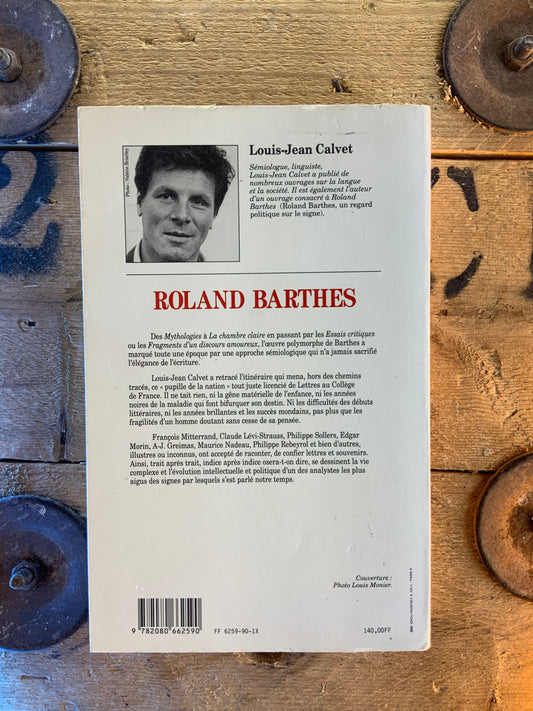 Louis-Jean Calvet
Sémiologue, linguiste,
Louis-Jean Calvet a publié de
nombreux ouvrages sur la langue
et la société. Il est également l'auteur
d'un ouvrage consacré à Roland
Barthes (Roland Barthes, un regard
politique sur le signe).
ROLAND BARTHES
Des Mythologies à La chambre claire en passant par les Essais critiques
ou les Fragments d'un discours amoureux, l'œuvre polymorphe de Barthes a
marqué toute une époque par une approche sémiologique qui n'a jamais sacrifié
l'élégance de l'écriture.
Louis-Jean Calvet a retracé l'itinéraire qui mena, hors des chemins
tracés, ce « pupille de la nation » tout juste licencié de Lettres au Collège
de France. Il ne tait rien, ni la gêne matérielle de l'enfance, ni les années
noires de la maladie qui font bifurquer son destin. Ni les difficultés des débuts
littéraires, ni les années brillantes et les succès mondains, pas plus que les
fragilités d'un homme doutant sans cesse de sa pensée.
François Mitterrand, Claude Lévi-Strauss, Philippe Sollers, Edgar
Morin, A-J. Greimas, Maurice Nadeau, Philippe Rebeyrol et bien d'autres,
illustres ou inconnus, ont accepté de raconter, de confier lettres et souvenirs.
Ainsi, trait après trait, indice après indice osera-t-on dire, se dessinent la vie
complexe et l'évolution intellectuelle et politique d'un des analystes les plus
aigus des signes par lesquels s'est parlé notre temps.
Couverture :
Photo Louis Monier.
9 782080 662590
FF 6259-90-IX
140,00FF